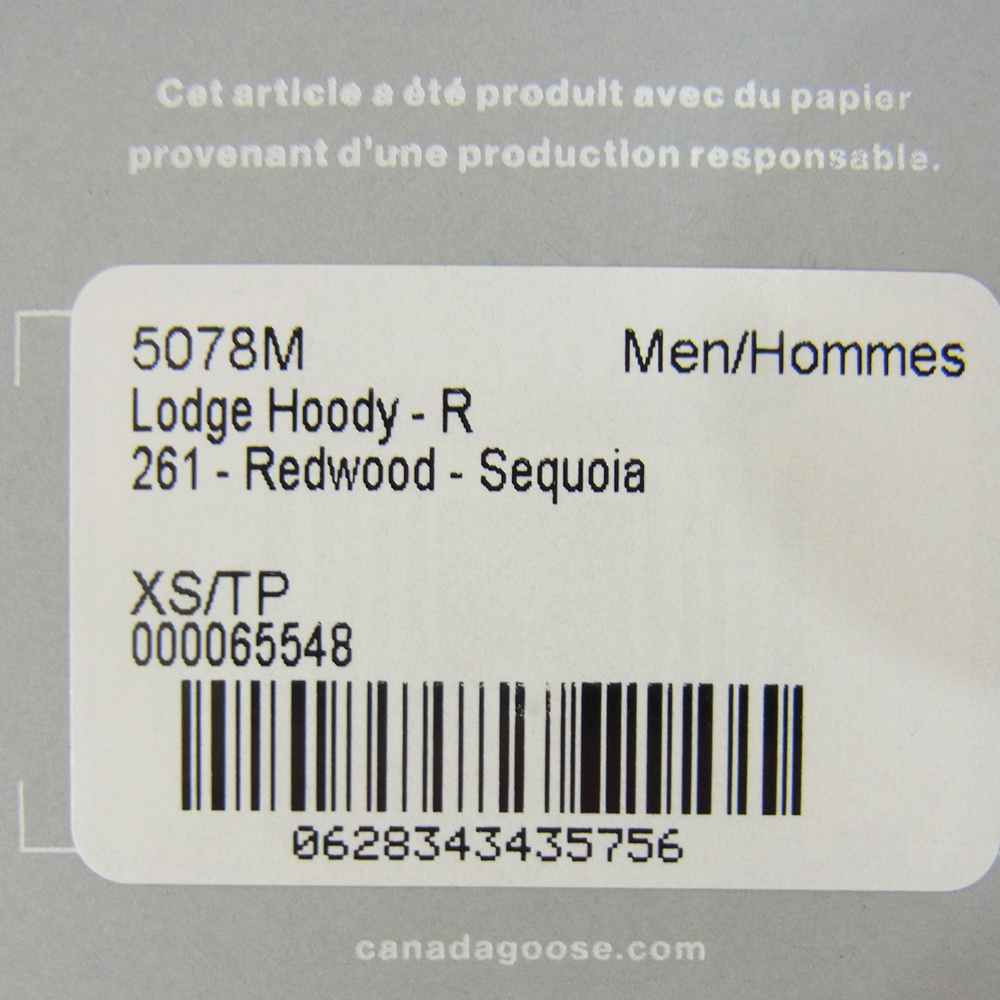 Cet article a été produit avec du papier
provenant d'une production responsable.
5078M Men/Hommes
Lodge Hoody - R
261 - Redwood - Sequoia
XS/TP
000065548
0628343435756
canadagoose.com